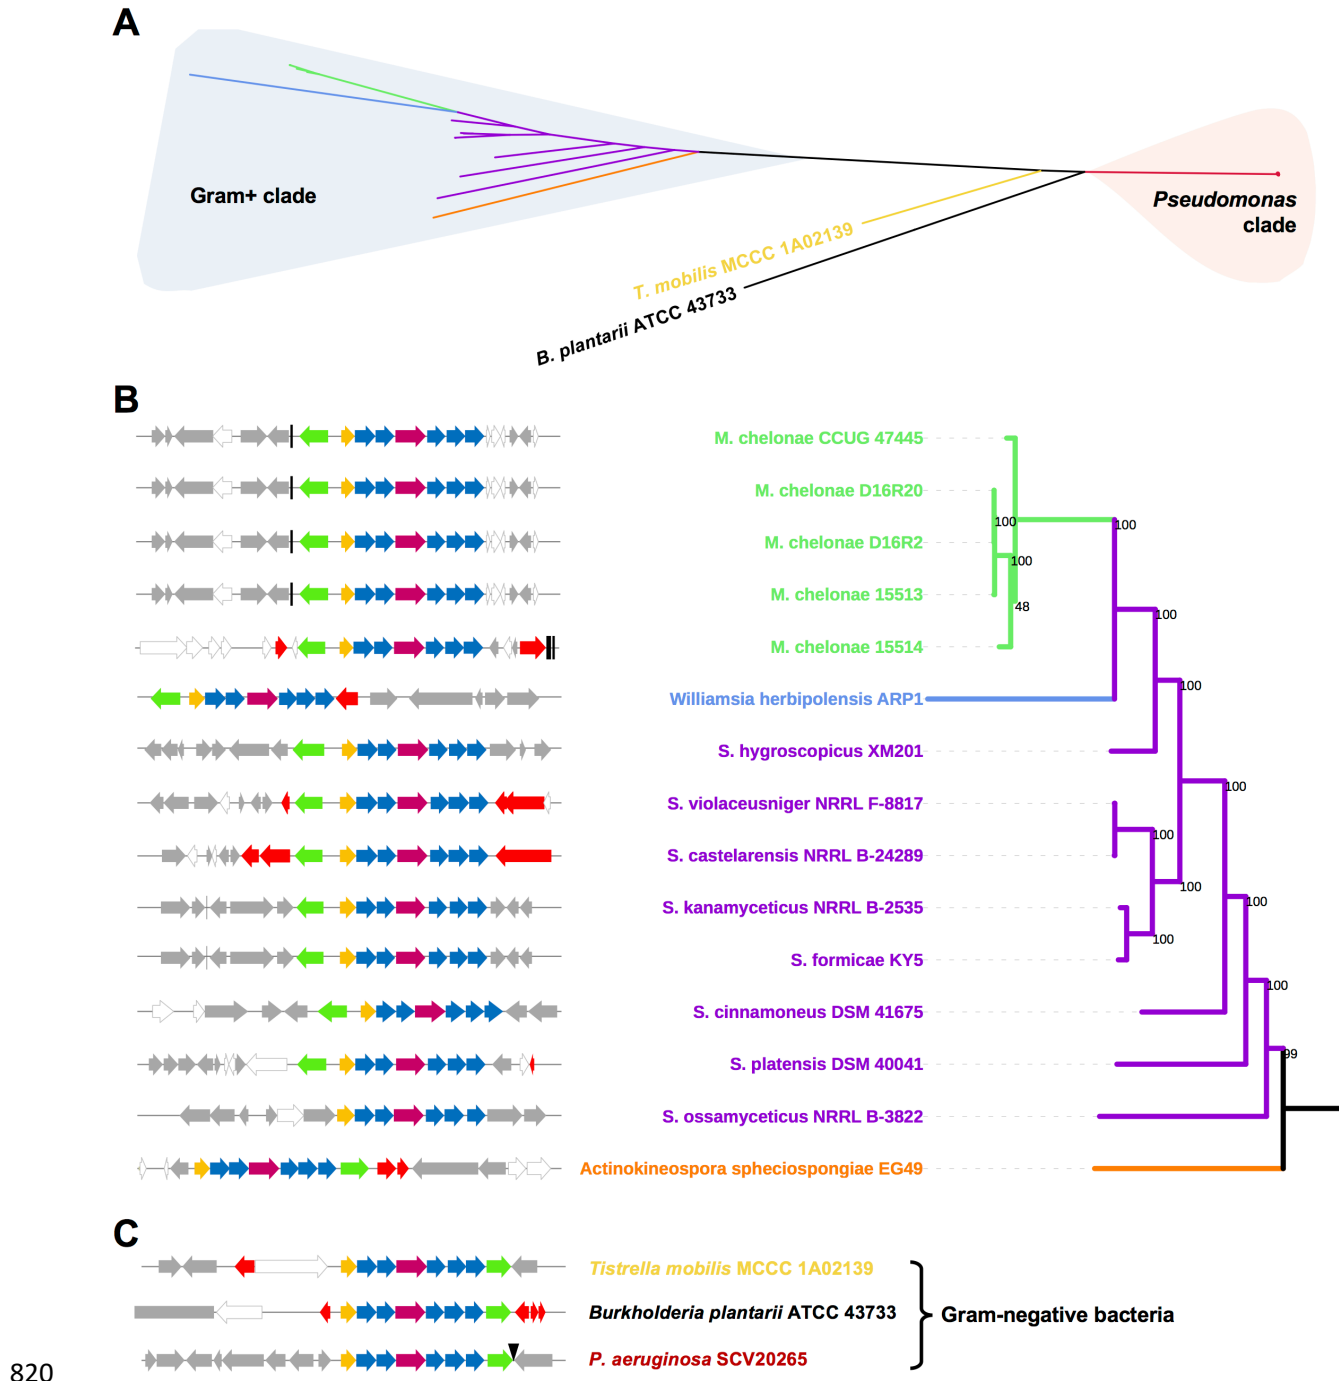 A
Gram+ clade
Pseudomonas
clade
T. mobilis MCCC 1A02139
B. plantarii ATCC 43733
B
M. chelonae CCUG 47445
M. chelonae D16R20
100
100
M. chelonae D16R2
100
M. chelonae 15513
48
100
M. chelonae 15514
100
Williamsia herbipolensis ARP1
S. hygroscopicus XM201
100
S. violaceusniger NRRL F-8817
100
S. castelarensis NRRL B-24289
100
100
S. kanamyceticus NRRL B-2535
100
S. formicae KY5
100
S. cinnamoneus DSM 41675
99
S. platensis DSM 40041
S. ossamyceticus NRRL B-3822
Actinokineospora spheciospongiae EG49
C
Tistrella mobilis MCCC 1A02139
Burkholderia plantarii ATCC 43733
Gram-negative bacteria
P. aeruginosa SCV20265
820